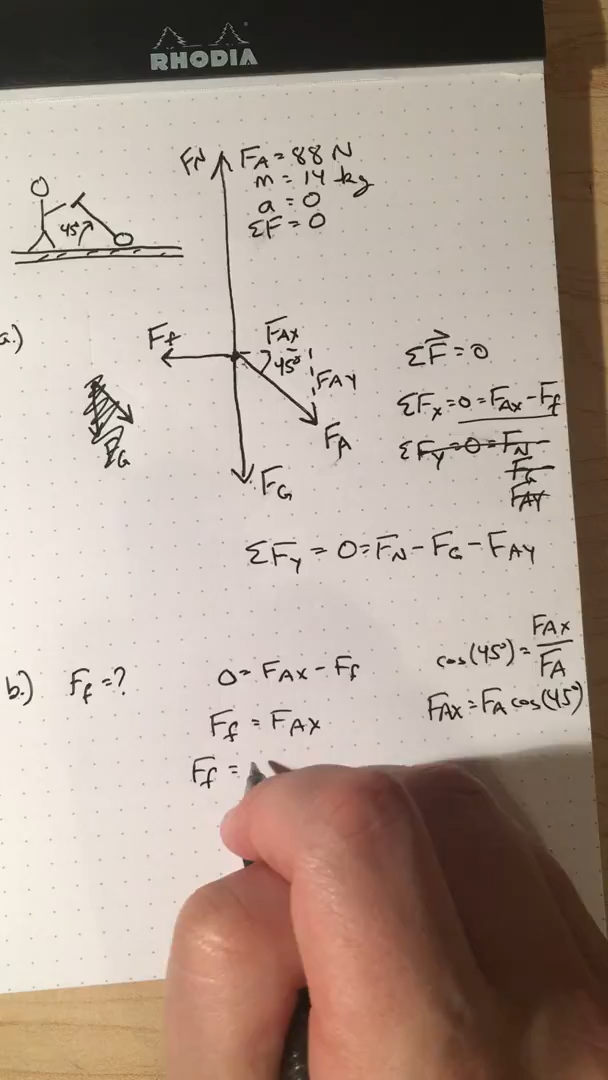 RHODIA
FN
FA = 88 N
m = 14 kg
a = 0
ΣF = 0
45°
a.)
Ff
FAX
45°
FAY
FA
FG
FG
ΣF⃗ = 0
ΣFx = 0 = FAX - Ff
ΣFY = 0 = FN
FG
FAY
ΣFY = 0 = FN - FG - FAY
b.) Ff = ?
0 = FAX - Ff
Ff = FAX
Ff =
cos(45°) = FAX / FA
FAX = FA cos(45°)